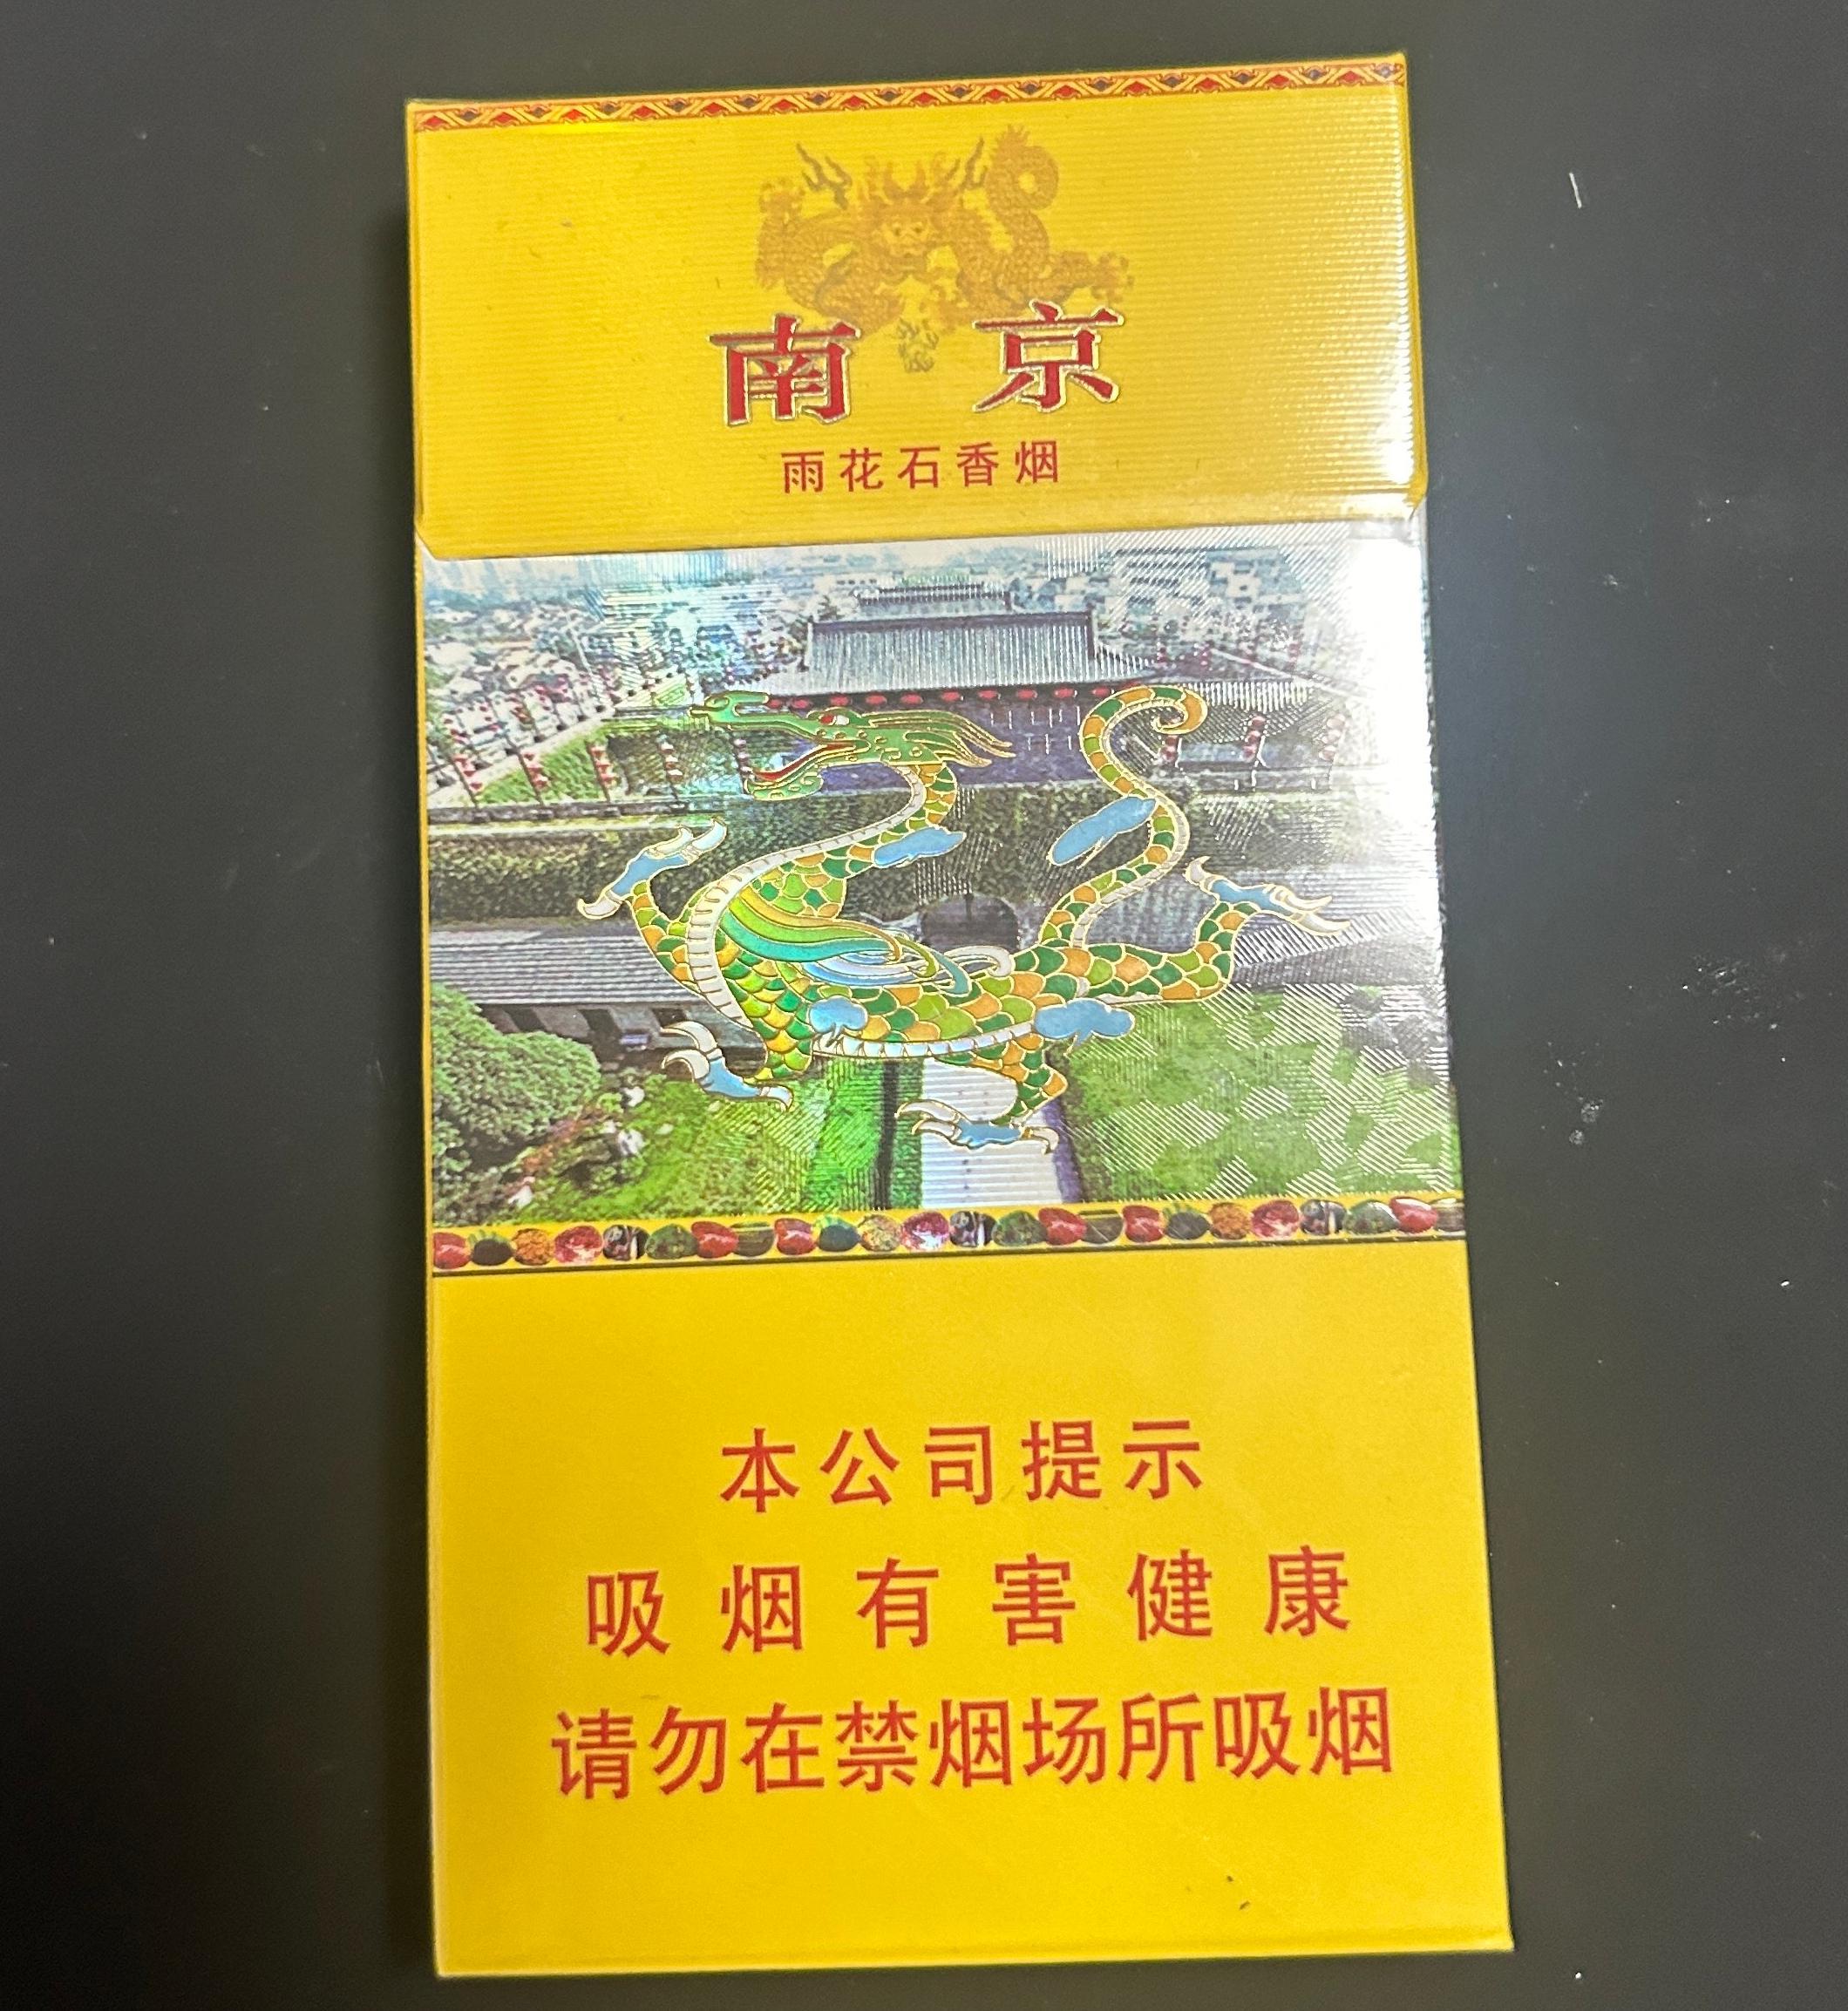 南京
雨花石香烟
本公司提示
吸烟有害健康
请勿在禁烟场所吸烟